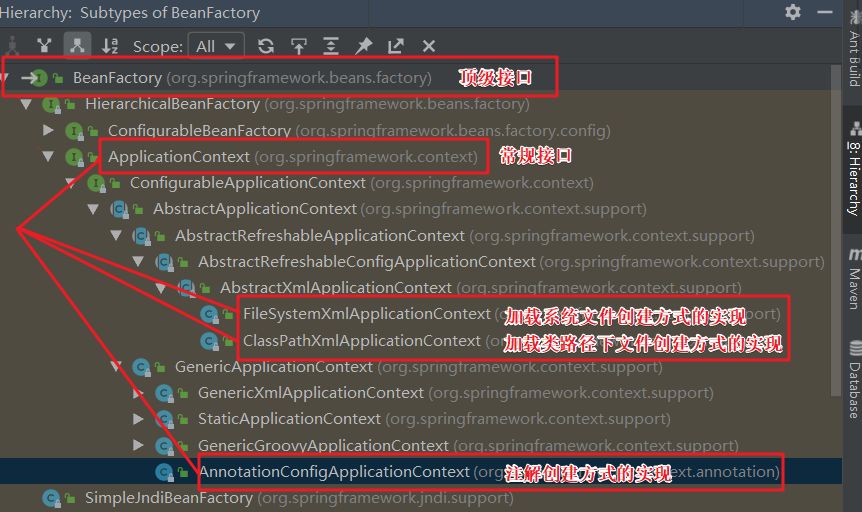 Hierarchy: Subtypes of BeanFactory
Scope: All
BeanFactory (org.springframework.beans.factory) 顶级接口
HierarchicalBeanFactory (org.springframework.beans.factory)
ConfigurableBeanFactory (org.springframework.beans.factory.config)
ApplicationContext (org.springframework.context) 常规接口
ConfigurableApplicationContext (org.springframework.context)
AbstractApplicationContext (org.springframework.context.support)
AbstractRefreshableApplicationContext (org.springframework.context.support)
AbstractRefreshableConfigApplicationContext (org.springframework.context.support)
AbstractXmlApplicationContext (org.springframework.context.support)
FileSystemXmlApplicationContext 加载系统文件创建方式的实现
ClassPathXmlApplicationContext 加载类路径下文件创建方式的实现
GenericApplicationContext (org.springframework.context.support)
GenericXmlApplicationContext (org.springframework.context.support)
StaticApplicationContext (org.springframework.context.support)
GenericGroovyApplicationContext (org.springframework.context.support)
AnnotationConfigApplicationContext 注解创建方式的实现 text.annotation)
SimpleJndiBeanFactory (org.springframework.jndi.support)
Ant Build
8: Hierarchy
Maven
Database